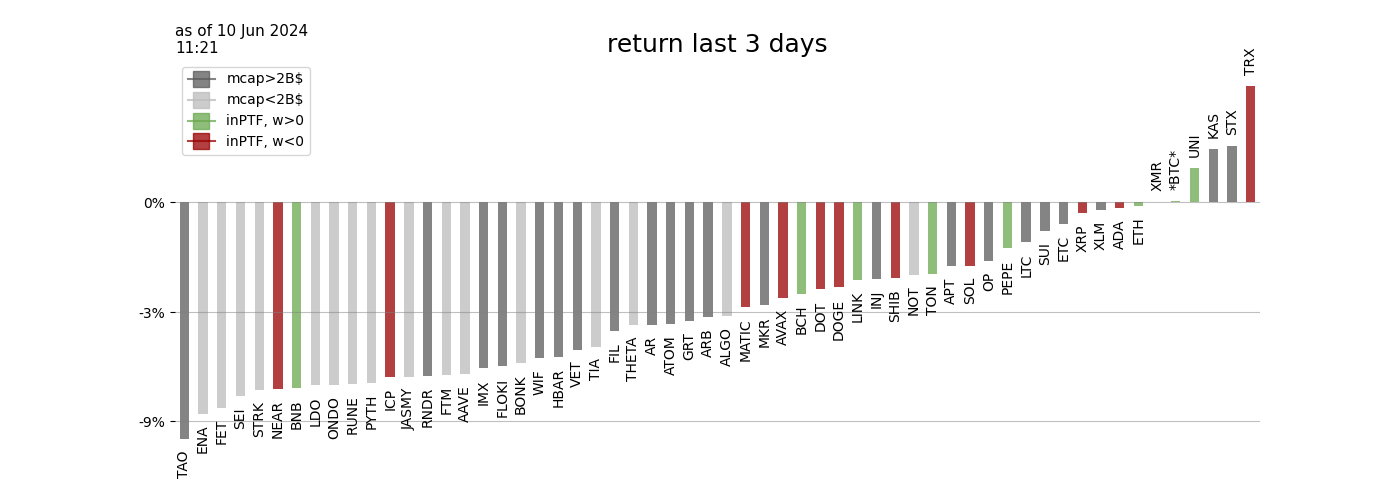 as of 10 Jun 2024
11:21
return last 3 days
mcap>2B$
mcap<2B$
inPTF, w>0
inPTF, w<0
0%
-3%
-9%
TAO
ENA
FET
SEI
STRK
NEAR
BNB
LDO
ONDO
RUNE
PYTH
ICP
JASMY
RNDR
FTM
AAVE
IMX
FLOKI
BONK
WIF
HBAR
VET
TIA
FIL
THETA
AR
ATOM
GRT
ARB
ALGO
MATIC
MKR
AVAX
BCH
DOT
DOGE
LINK
INJ
SHIB
NOT
TON
APT
SOL
OP
PEPE
LTC
SUI
ETC
XRP
XLM
ADA
ETH
XMR
*BTC*
UNI
KAS
STX
TRX